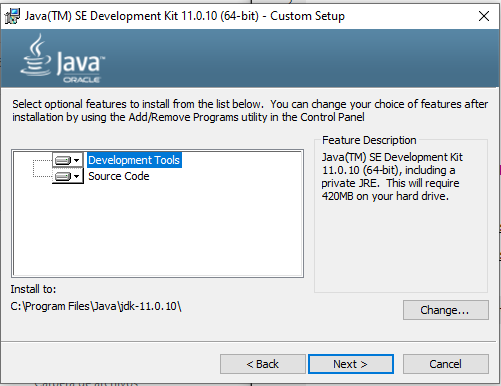 Java(TM) SE Development Kit 11.0.10 (64-bit) - Custom Setup
Java
ORACLE
Select optional features to install from the list below.  You can change your choice of features after
installation by using the Add/Remove Programs utility in the Control Panel
Development Tools
Source Code
Feature Description
Java(TM) SE Development Kit
11.0.10 (64-bit), including a
private JRE.  This will require
420MB on your hard drive.
Install to:
C:\Program Files\Java\jdk-11.0.10\
Change...
< Back
Next >
Cancel